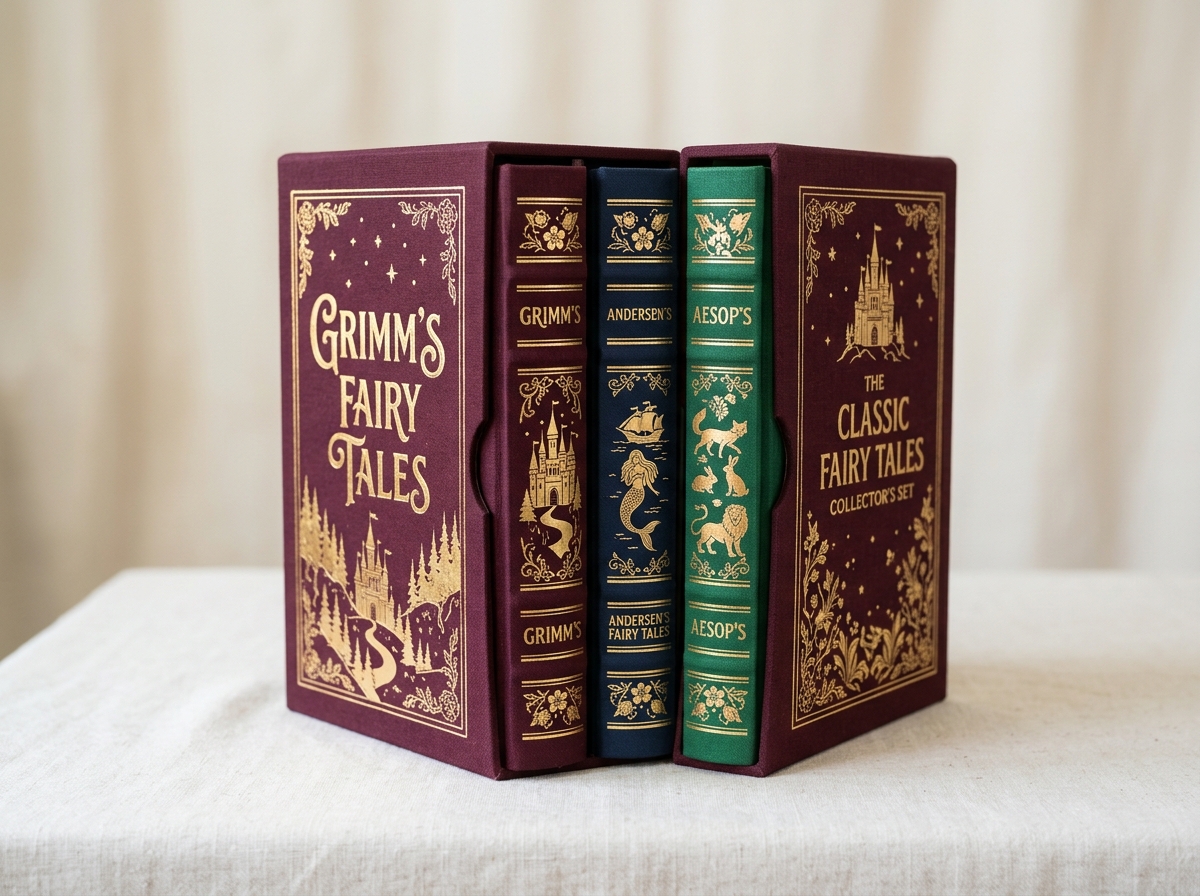 GRIMM'S
FAIRY
TALES
GRIMM'S
GRIMM'S
ANDERSEN'S
ANDERSEN'S
FAIRY TALES
AESOP'S
AESOP'S
THE
CLASSIC
FAIRY TALES
COLLECTOR'S SET